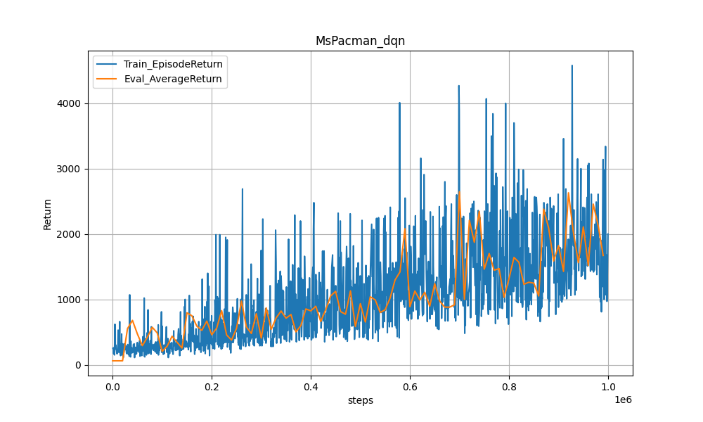 MsPacman_dqn
Train_EpisodeReturn
Eval_AverageReturn
Return
4000
3000
2000
1000
0
0.0
0.2
0.4
0.6
0.8
1.0
1e6
steps